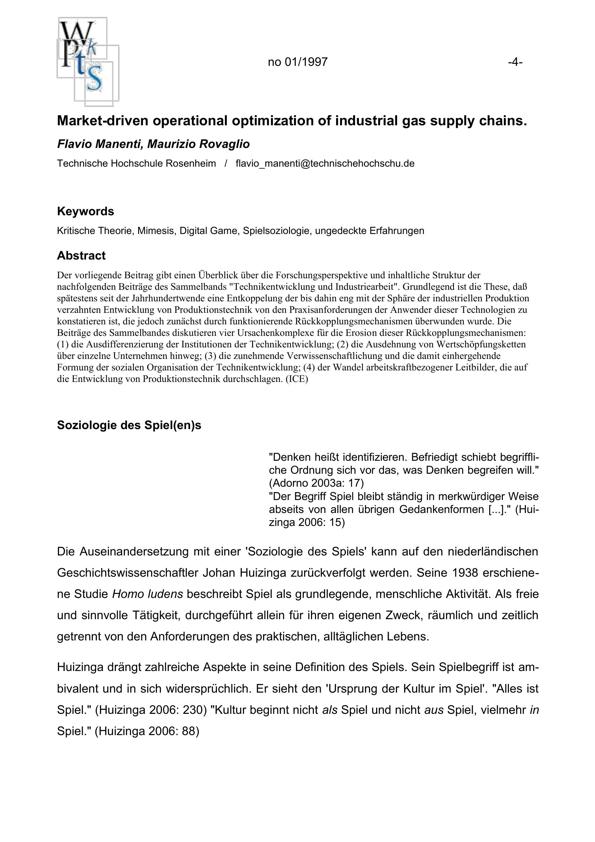 W
P k
t s
S
no 01/1997 -4-
Market-driven operational optimization of industrial gas supply chains.
Flavio Manenti, Maurizio Rovaglio
Technische Hochschule Rosenheim / flavio_manenti@technischehochschu.de
Keywords
Kritische Theorie, Mimesis, Digital Game, Spielsoziologie, ungedeckte Erfahrungen
Abstract
Der vorliegende Beitrag gibt einen Überblick über die Forschungsperspektive und inhaltliche Struktur der
nachfolgenden Beiträge des Sammelbands "Technikentwicklung und Industriearbeit". Grundlegend ist die These, daß
spätestens seit der Jahrhundertwende eine Entkoppelung der bis dahin eng mit der Sphäre der industriellen Produktion
verzahnten Entwicklung von Produktionstechnik von den Praxisanforderungen der Anwender dieser Technologien zu
konstatieren ist, die jedoch zunächst durch funktionierende Rückkopplungsmechanismen überwunden wurde. Die
Beiträge des Sammelbandes diskutieren vier Ursachenkomplexe für die Erosion dieser Rückkopplungsmechanismen:
(1) die Ausdifferenzierung der Institutionen der Technikentwicklung; (2) die Ausdehnung von Wertschöpfungsketten
über einzelne Unternehmen hinweg; (3) die zunehmende Verwissenschaftlichung und die damit einhergehende
Formung der sozialen Organisation der Technikentwicklung; (4) der Wandel arbeitskraftbezogener Leitbilder, die auf
die Entwicklung von Produktionstechnik durchschlagen. (ICE)
Soziologie des Spiel(en)s
"Denken heißt identifizieren. Befriedigt schiebt begriffli-
che Ordnung sich vor das, was Denken begreifen will."
(Adorno 2003a: 17)
"Der Begriff Spiel bleibt ständig in merkwürdiger Weise
abseits von allen übrigen Gedankenformen [...]." (Hui-
zinga 2006: 15)
Die Auseinandersetzung mit einer 'Soziologie des Spiels' kann auf den niederländischen
Geschichtswissenschaftler Johan Huizinga zurückverfolgt werden. Seine 1938 erschiene-
ne Studie Homo ludens beschreibt Spiel als grundlegende, menschliche Aktivität. Als freie
und sinnvolle Tätigkeit, durchgeführt allein für ihren eigenen Zweck, räumlich und zeitlich
getrennt von den Anforderungen des praktischen, alltäglichen Lebens.
Huizinga drängt zahlreiche Aspekte in seine Definition des Spiels. Sein Spielbegriff ist am-
bivalent und in sich widersprüchlich. Er sieht den 'Ursprung der Kultur im Spiel'. "Alles ist
Spiel." (Huizinga 2006: 230) "Kultur beginnt nicht als Spiel und nicht aus Spiel, vielmehr in
Spiel." (Huizinga 2006: 88)